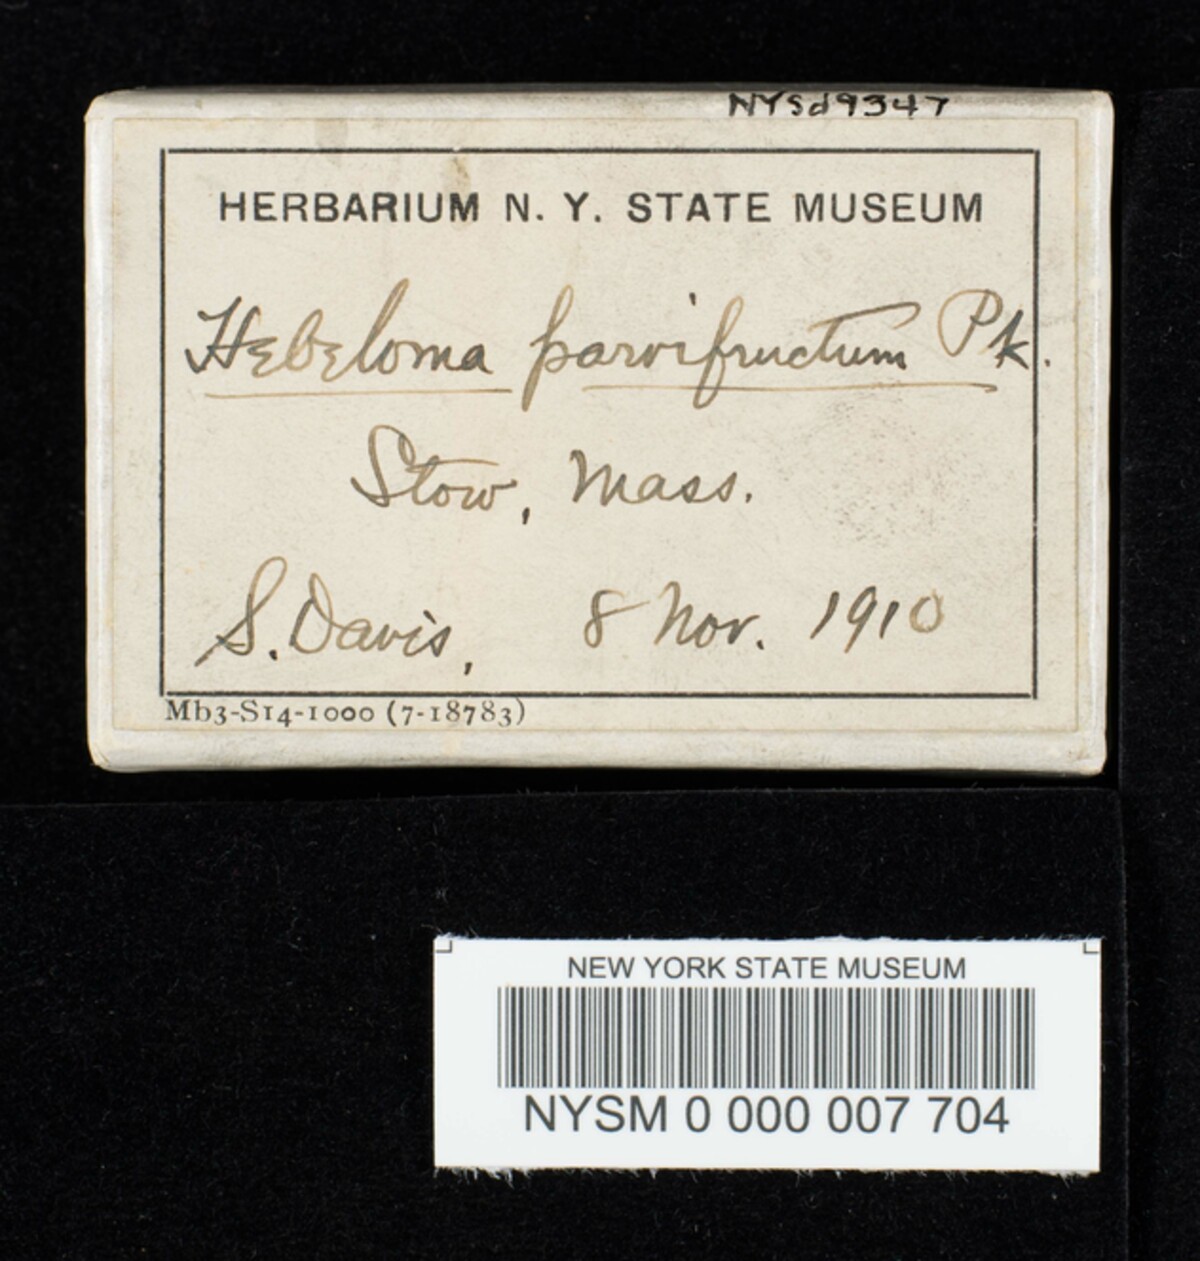 NYSd9347
HERBARIUM N. Y. STATE MUSEUM
Hebeloma parvifructum Pk.
Stow, Mass.
S. Davis, 8 Nov. 1910
Mb3-S14-1000 (7-18783)
NEW YORK STATE MUSEUM
NYSM 0 000 007 704